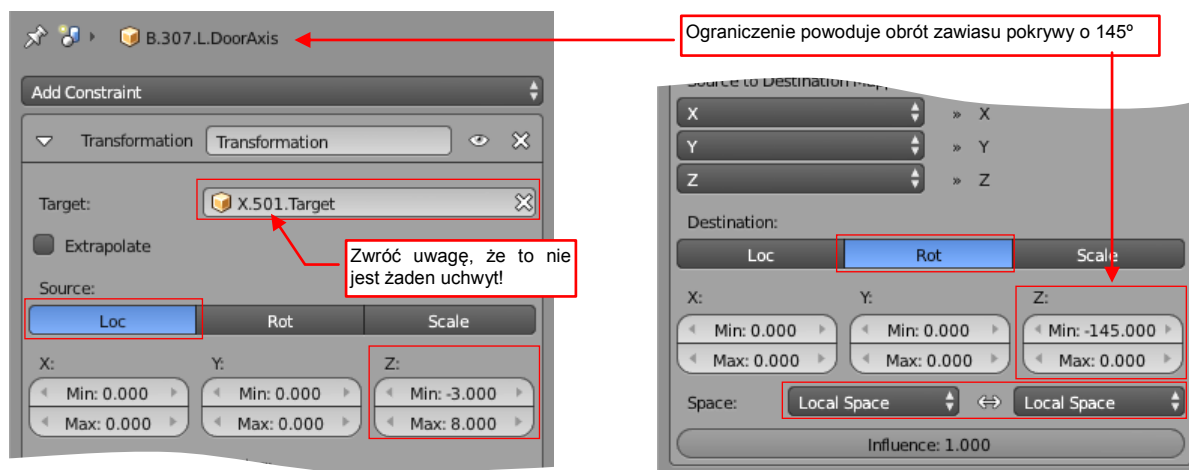 B.307.L.DoorAxis
Ograniczenie powoduje obrót zawiasu pokrywy o 145º
Add Constraint
Transformation Transformation
Target: X.501.Target
Extrapolate
Zwróć uwagę, że to nie
jest żaden uchwyt!
Source:
Loc Rot Scale
X: Y: Z:
Min: 0.000 Min: 0.000 Min: -3.000
Max: 0.000 Max: 0.000 Max: 8.000
Source to Destination
X » X
Y » Y
Z » Z
Destination:
Loc Rot Scale
X: Y: Z:
Min: 0.000 Min: 0.000 Min: -145.000
Max: 0.000 Max: 0.000 Max: 0.000
Space: Local Space Local Space
Influence: 1.000